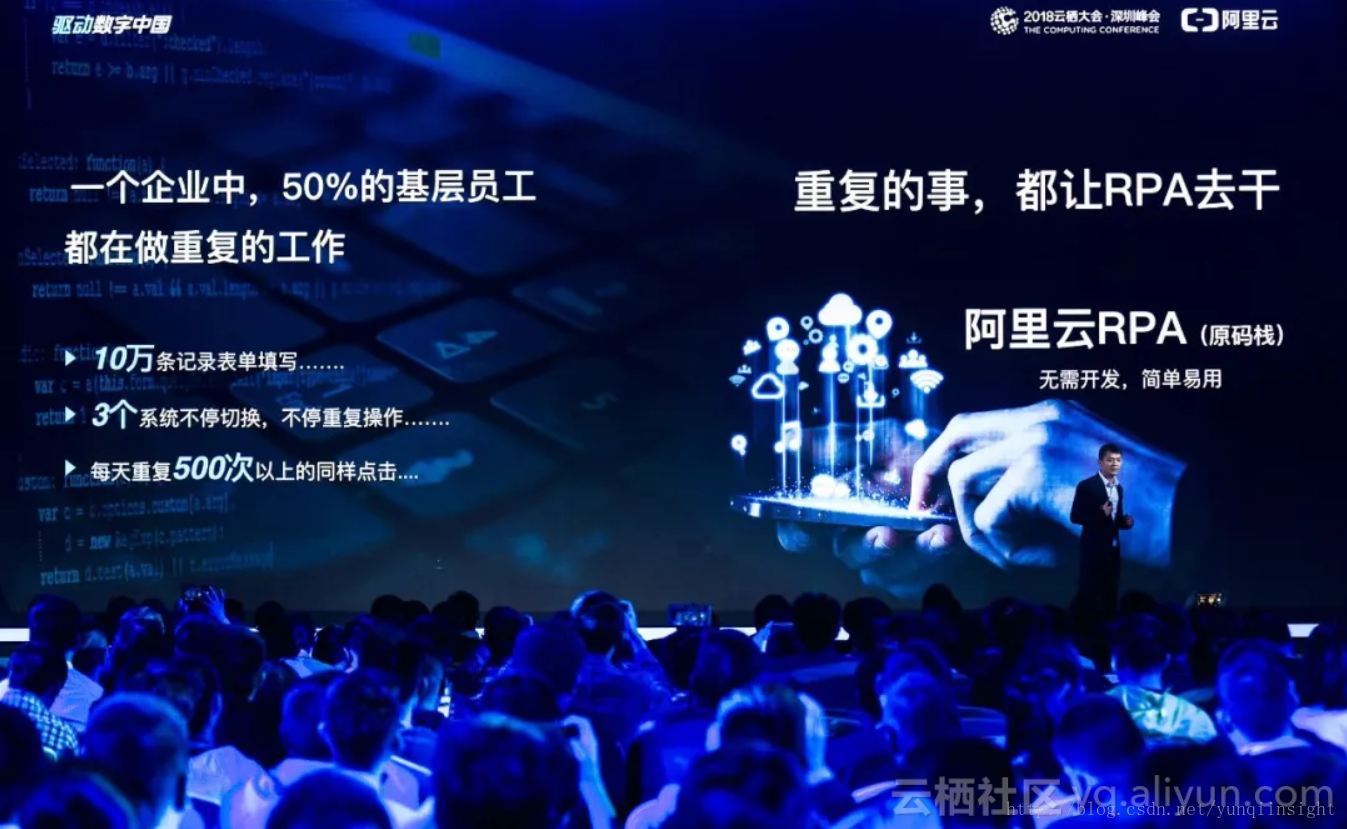 驱动数字中国
2018云栖大会·深圳峰会
THE COMPUTING CONFERENCE
阿里云
一个企业中，50%的基层员工
都在做重复的工作
10万条记录表单填写.......
3个系统不停切换，不停重复操作.......
每天重复500次以上的同样点击....
重复的事，都让RPA去干
阿里云RPA（原码栈）
无需开发，简单易用
云栖社区 yq.aliyun.com
http://blog.csdn.net/yunqiinsight